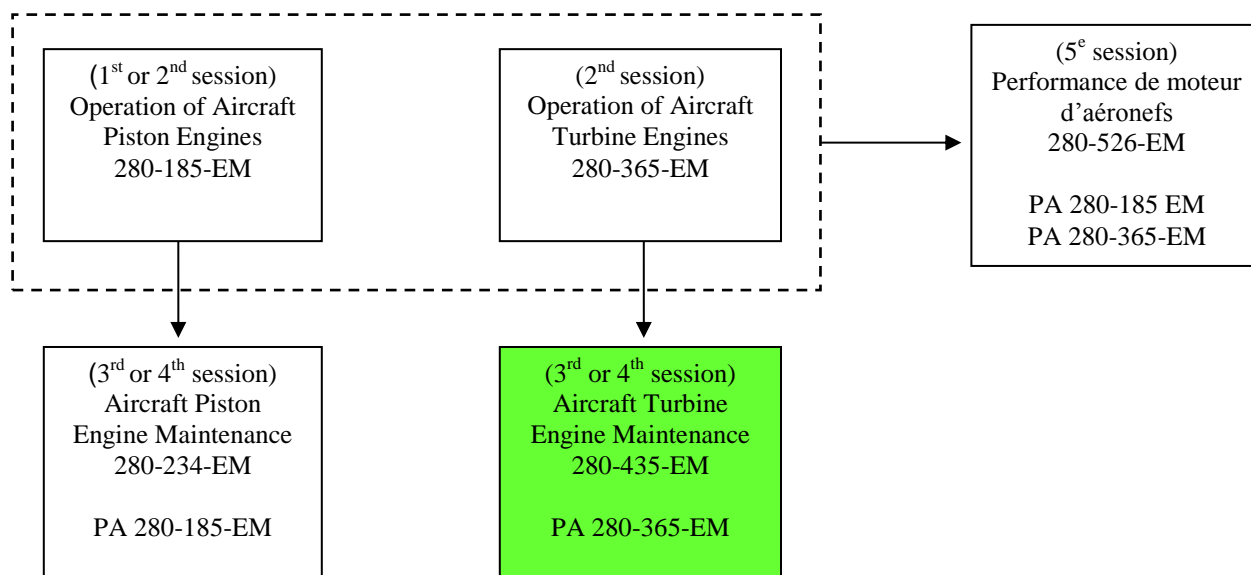 (1st or 2nd session)
Operation of Aircraft
Piston Engines
280-185-EM
(2nd session)
Operation of Aircraft
Turbine Engines
280-365-EM
(5e session)
Performance de moteur
d'aéronefs
280-526-EM
PA 280-185 EM
PA 280-365-EM
(3rd or 4th session)
Aircraft Piston
Engine Maintenance
280-234-EM
PA 280-185-EM
(3rd or 4th session)
Aircraft Turbine
Engine Maintenance
280-435-EM
PA 280-365-EM